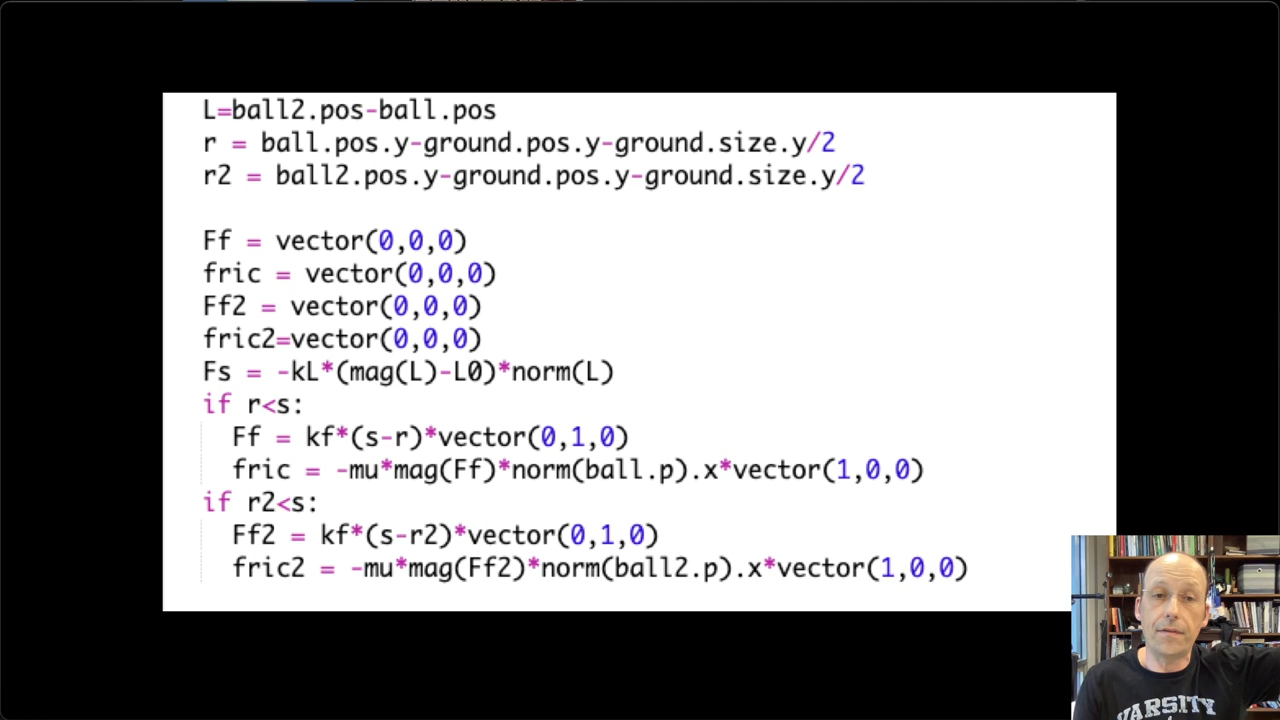 L=ball2.pos-ball.pos
r = ball.pos.y-ground.pos.y-ground.size.y/2
r2 = ball2.pos.y-ground.pos.y-ground.size.y/2
Ff = vector(0,0,0)
fric = vector(0,0,0)
Ff2 = vector(0,0,0)
fric2=vector(0,0,0)
Fs = -kL*(mag(L)-L0)*norm(L)
if r<s:
Ff = kf*(s-r)*vector(0,1,0)
fric = -mu*mag(Ff)*norm(ball.p).x*vector(1,0,0)
if r2<s:
Ff2 = kf*(s-r2)*vector(0,1,0)
fric2 = -mu*mag(Ff2)*norm(ball2.p).x*vector(1,0,0)
VARSITY